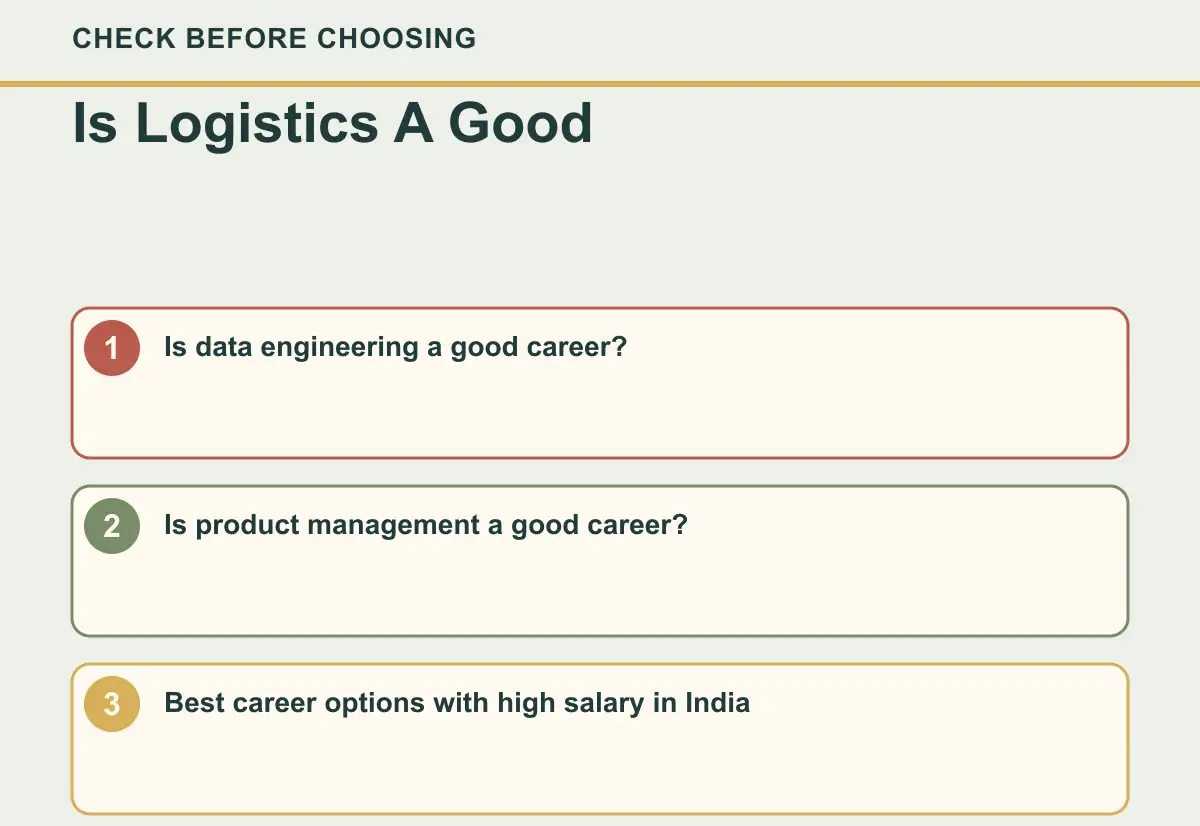 CHECK BEFORE CHOOSING
Is Logistics A Good
1 Is data engineering a good career?
2 Is product management a good career?
3 Best career options with high salary in India